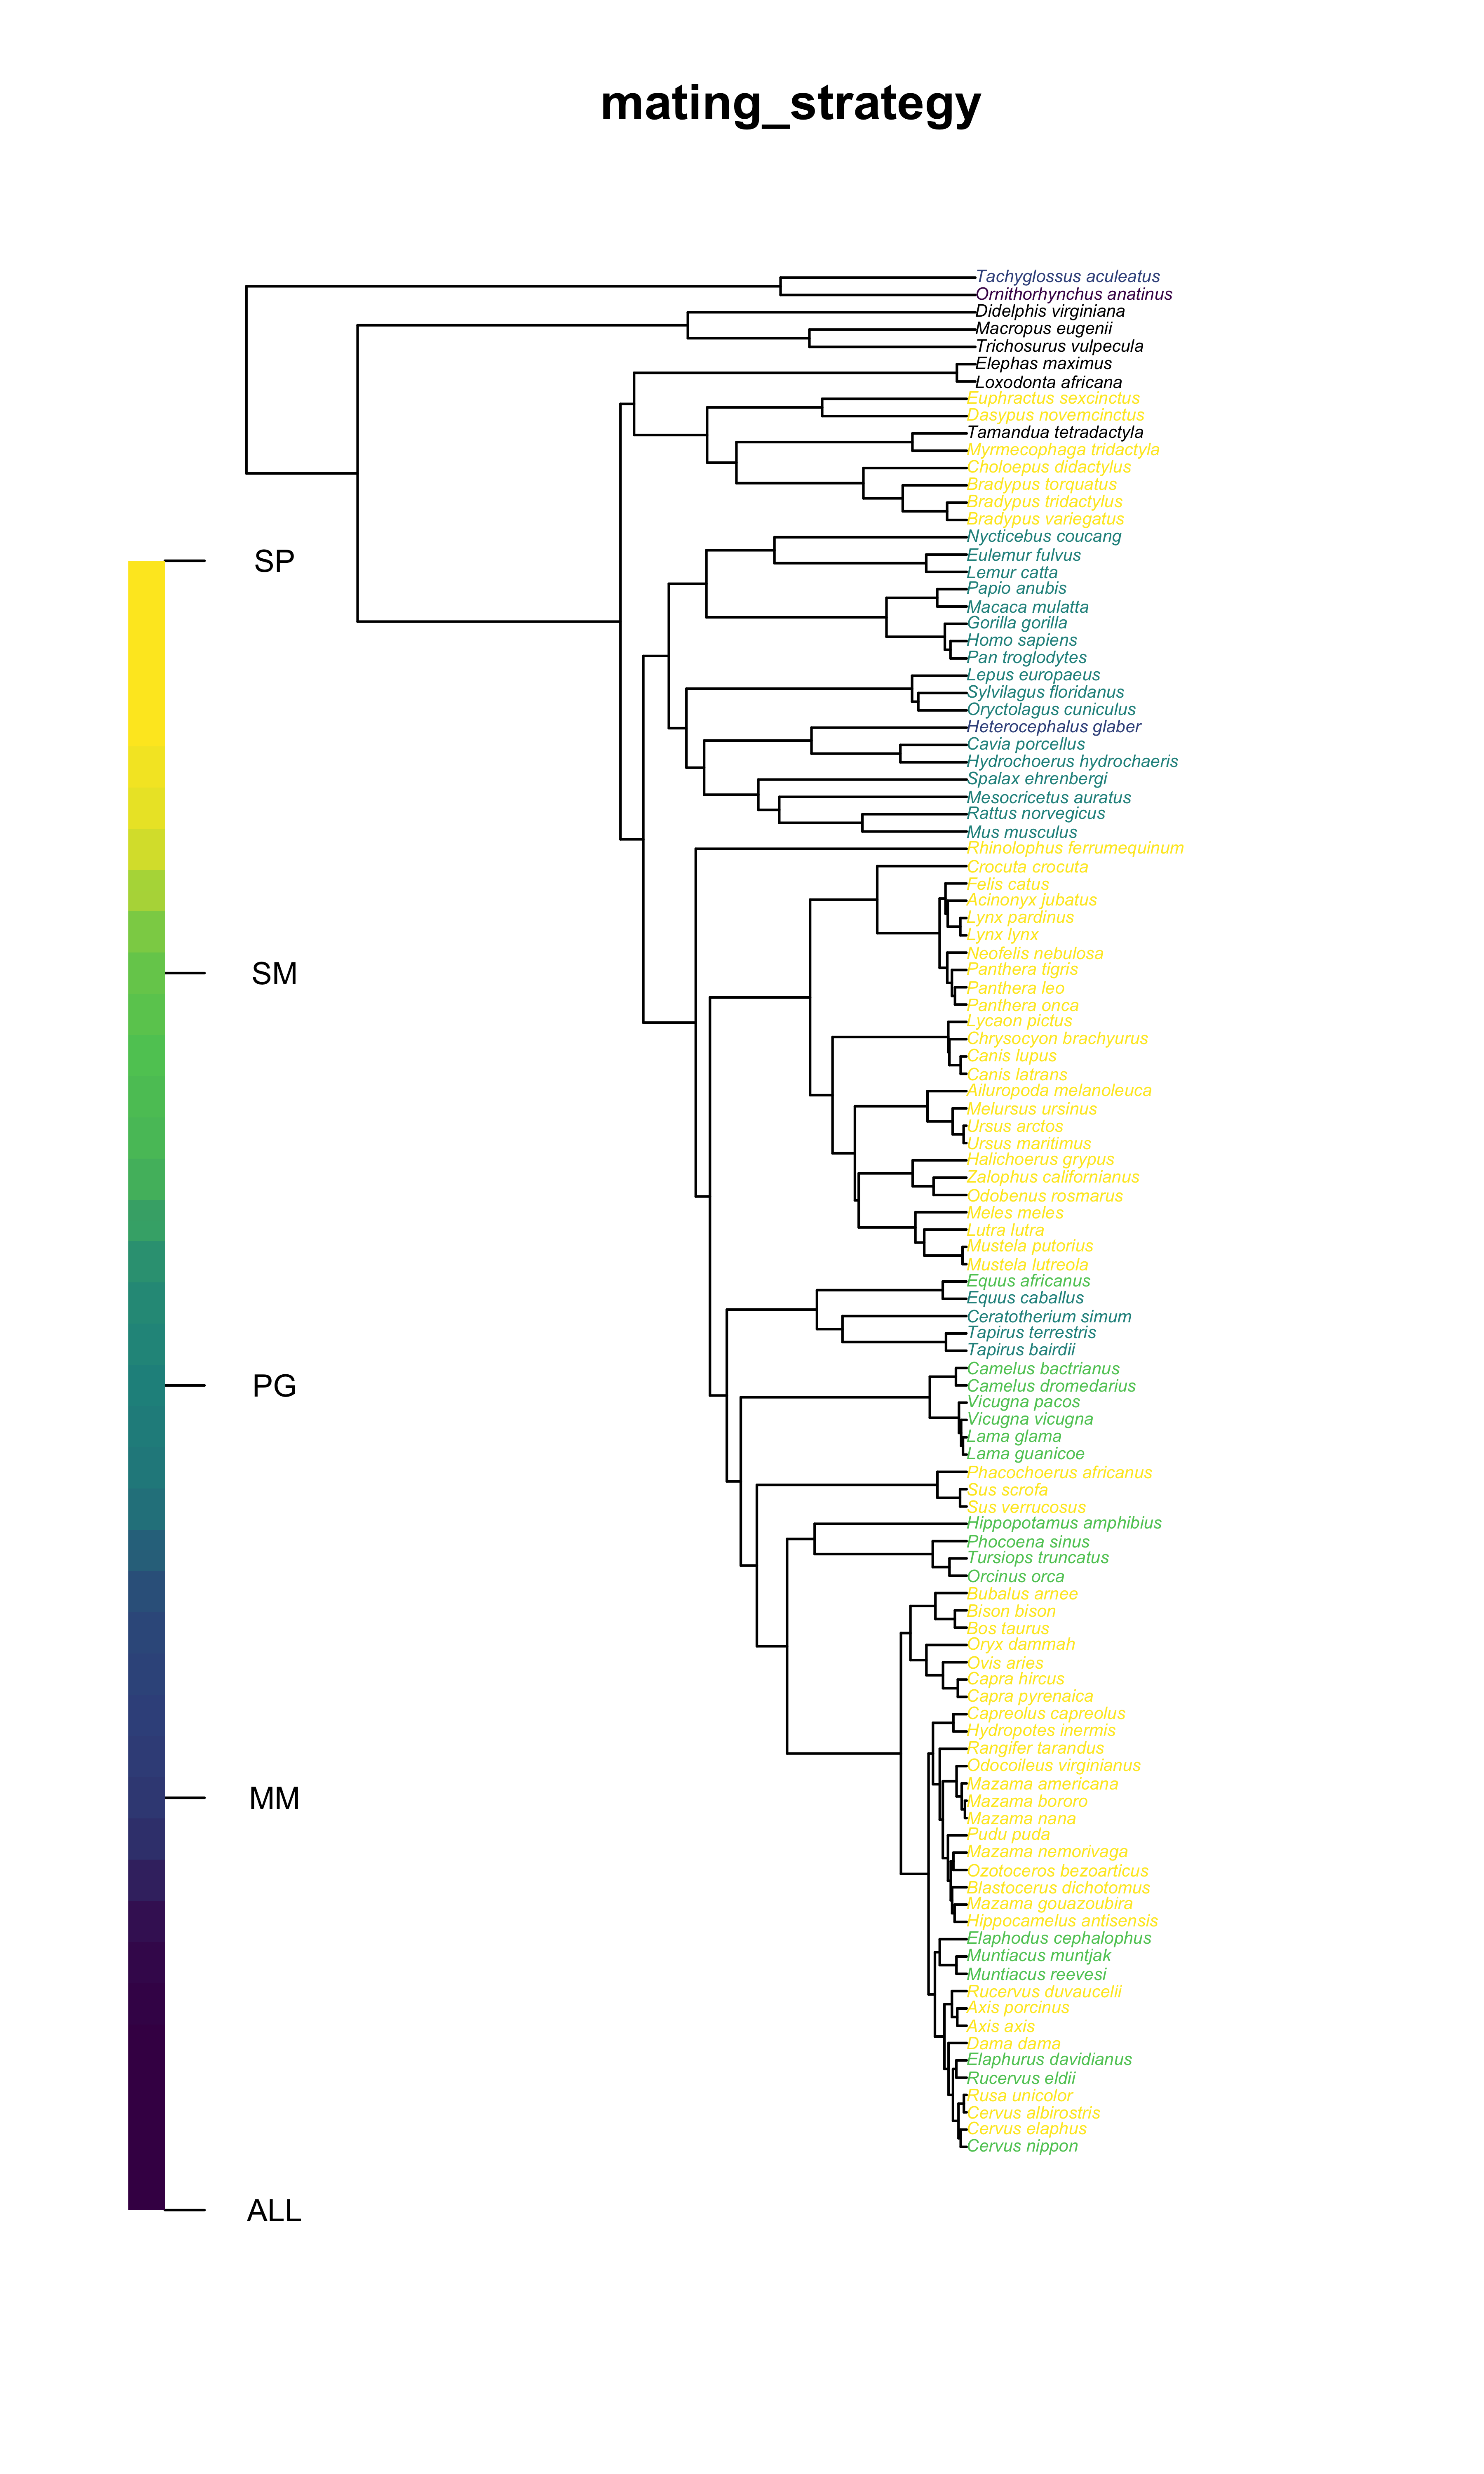 mating_strategy
Tachyglossus aculeatus
Ornithorhynchus anatinus
Didelphis virginiana
Macropus eugenii
Trichosurus vulpecula
Elephas maximus
Loxodonta africana
Euphractus sexcinctus
Dasypus novemcinctus
Tamandua tetradactyla
Myrmecophaga tridactyla
Choloepus didactylus
Bradypus torquatus
Bradypus tridactylus
Bradypus variegatus
Nycticebus coucang
Eulemur fulvus
Lemur catta
Papio anubis
Macaca mulatta
Gorilla gorilla
Homo sapiens
Pan troglodytes
Lepus europaeus
Sylvilagus floridanus
Oryctolagus cuniculus
Heterocephalus glaber
Cavia porcellus
Hydrochoerus hydrochaeris
Spalax ehrenbergi
Mesocricetus auratus
Rattus norvegicus
Mus musculus
Rhinolophus ferrumequinum
Crocuta crocuta
Felis catus
Acinonyx jubatus
Lynx pardinus
Lynx lynx
Neofelis nebulosa
Panthera tigris
Panthera leo
Panthera onca
Lycaon pictus
Chrysocyon brachyurus
Canis lupus
Canis latrans
Ailuropoda melanoleuca
Melursus ursinus
Ursus arctos
Ursus maritimus
Halichoerus grypus
Zalophus californianus
Odobenus rosmarus
Meles meles
Lutra lutra
Mustela putorius
Mustela lutreola
Equus africanus
Equus caballus
Ceratotherium simum
Tapirus terrestris
Tapirus bairdii
Camelus bactrianus
Camelus dromedarius
Vicugna pacos
Vicugna vicugna
Lama glama
Lama guanicoe
Phacochoerus africanus
Sus scrofa
Sus verrucosus
Hippopotamus amphibius
Phocoena sinus
Tursiops truncatus
Orcinus orca
Bubalus arnee
Bison bison
Bos taurus
Oryx dammah
Ovis aries
Capra hircus
Capra pyrenaica
Capreolus capreolus
Hydropotes inermis
Rangifer tarandus
Odocoileus virginianus
Mazama americana
Mazama bororo
Mazama nana
Pudu puda
Mazama nemorivaga
Ozotoceros bezoarticus
Blastocerus dichotomus
Mazama gouazoubira
Hippocamelus antisensis
Elaphodus cephalophus
Muntiacus muntjak
Muntiacus reevesi
Rucervus duvaucelii
Axis porcinus
Axis axis
Dama dama
Elaphurus davidianus
Rucervus eldii
Rusa unicolor
Cervus albirostris
Cervus elaphus
Cervus nippon
SP
SM
PG
MM
ALL